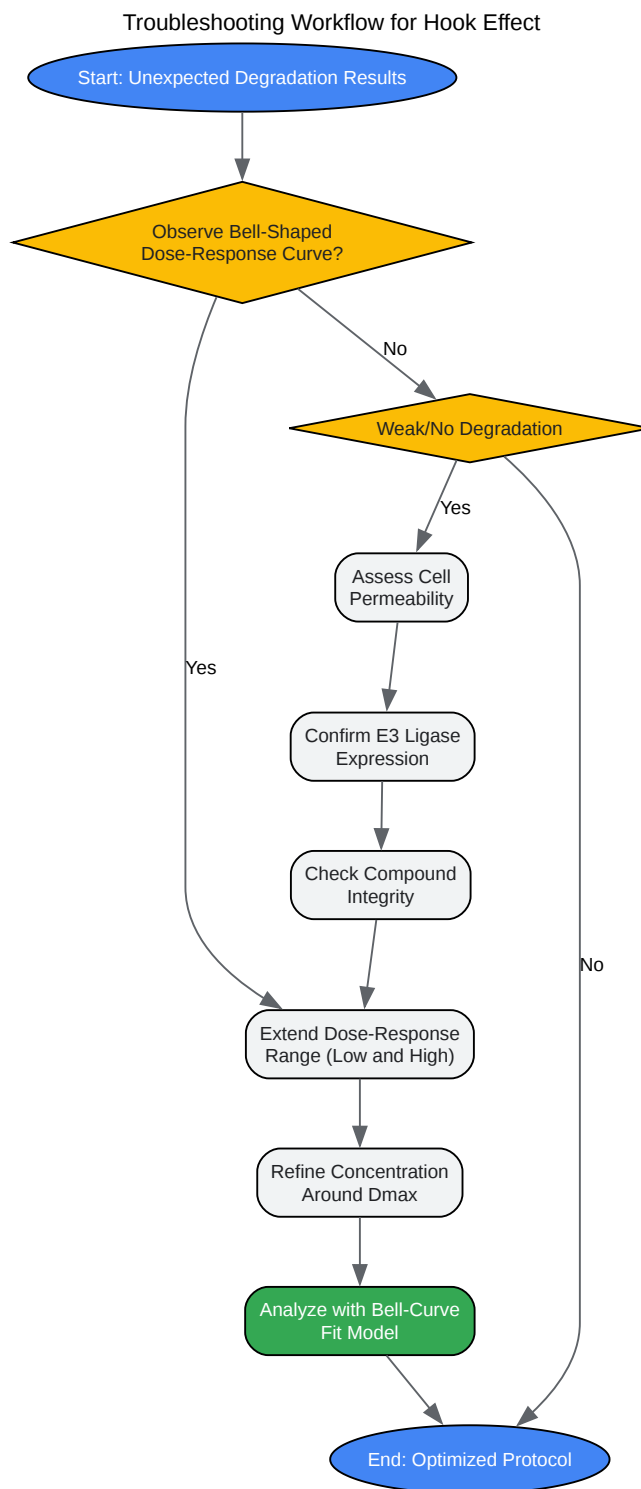 Troubleshooting Workflow for Hook Effect
Start: Unexpected Degradation Results
Observe Bell-Shaped
Dose-Response Curve?
No
Weak/No Degradation
Yes
Assess Cell
Permeability
Yes
Confirm E3 Ligase
Expression
Check Compound
Integrity
No
Extend Dose-Response
Range (Low and High)
Refine Concentration
Around Dmax
Analyze with Bell-Curve
Fit Model
End: Optimized Protocol